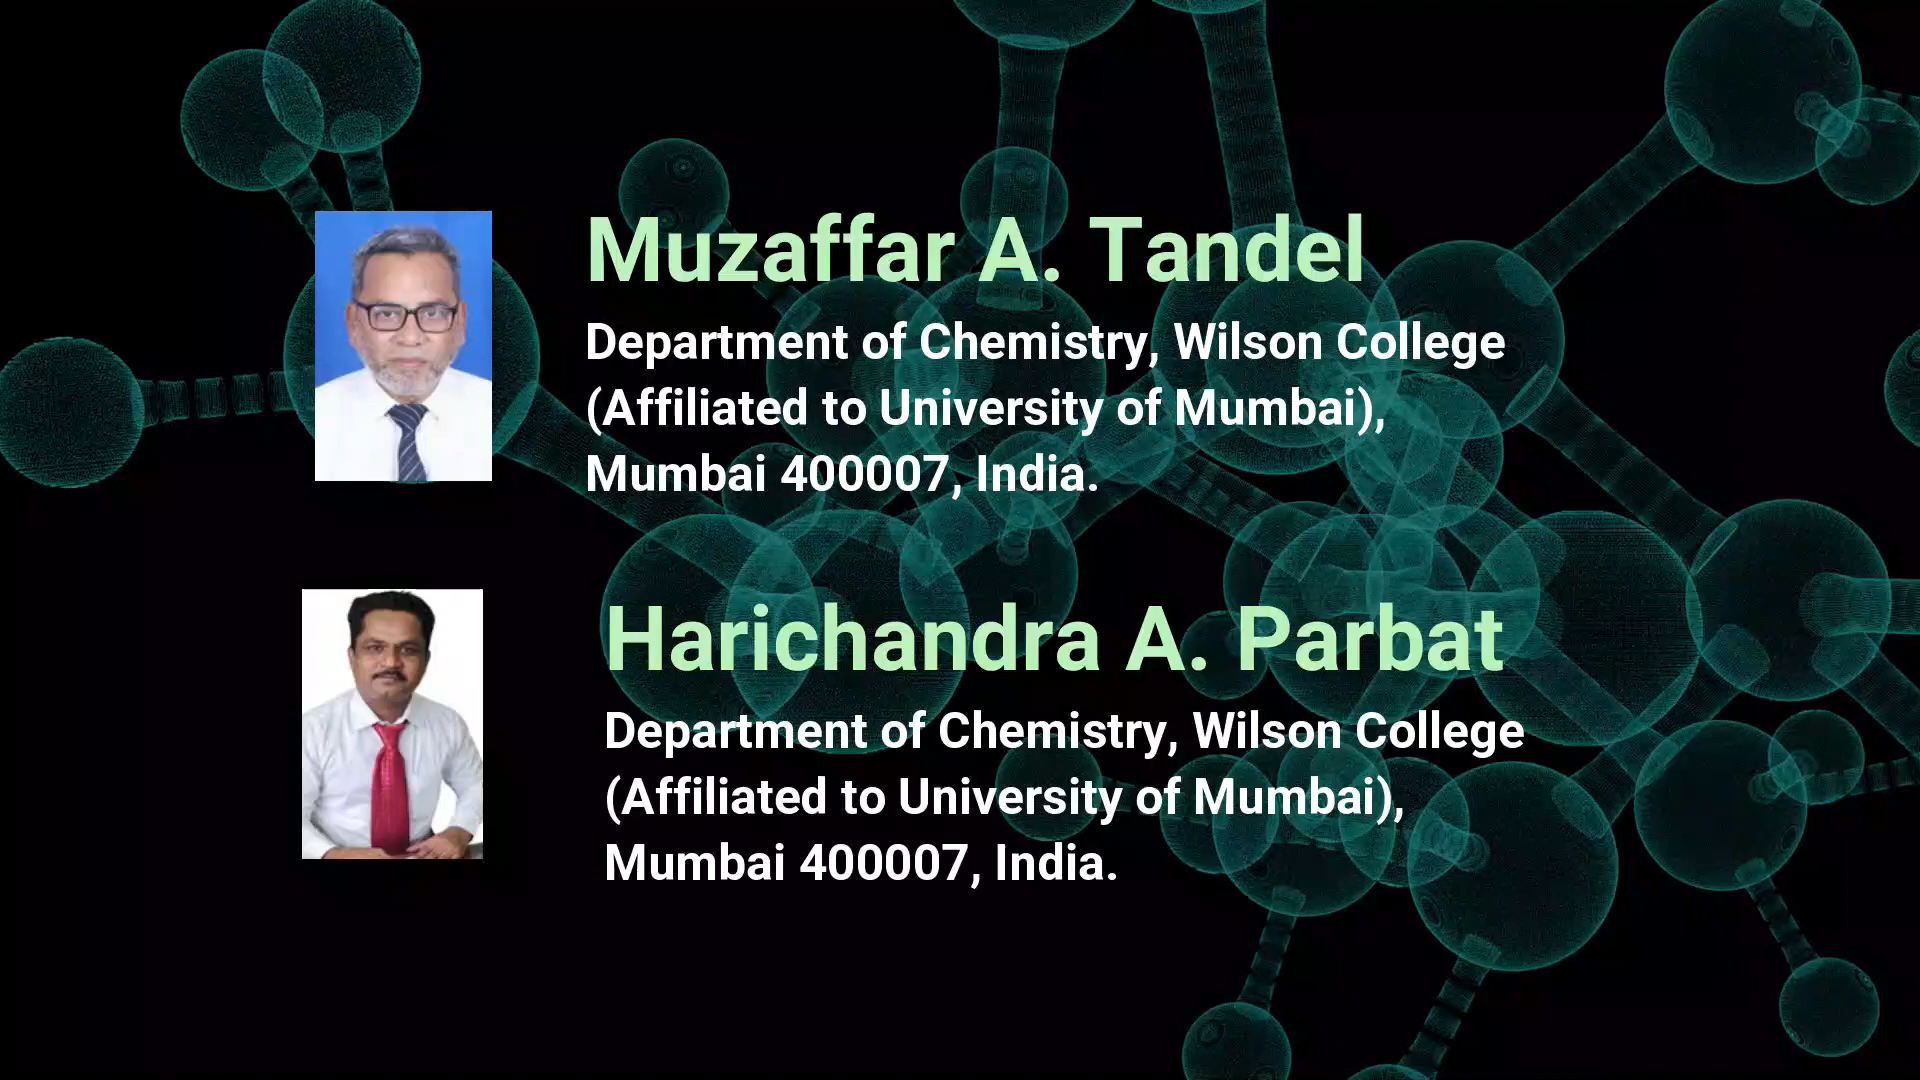 Muzaffar A. Tandel
Department of Chemistry, Wilson College
(Affiliated to University of Mumbai),
Mumbai 400007, India.
Harichandra A. Parbat
Department of Chemistry, Wilson College
(Affiliated to University of Mumbai),
Mumbai 400007, India.